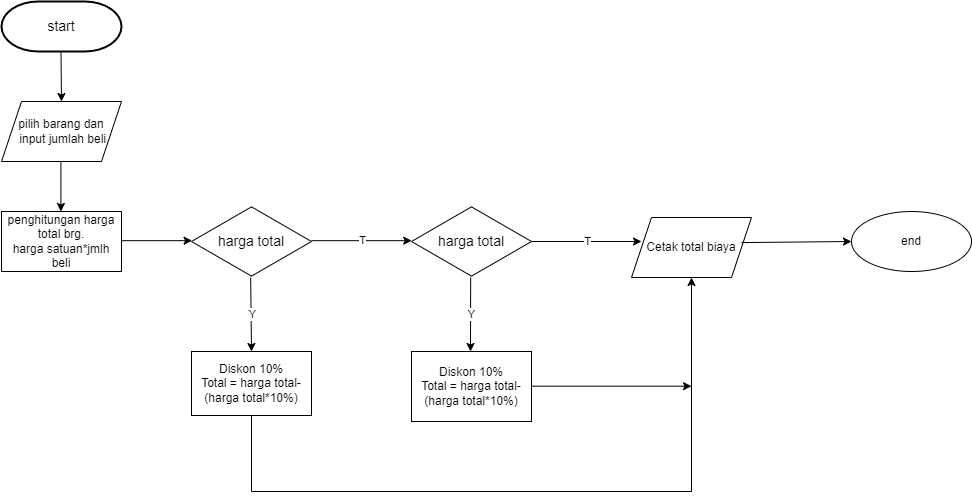 start
pilih barang dan
input jumlah beli
penghitungan harga
total brg.
harga satuan*jmlh
beli
harga total
T
harga total
T
Cetak total biaya
end
Y
Y
Diskon 10%
Total = harga total-
(harga total*10%)
Diskon 10%
Total = harga total-
(harga total*10%)